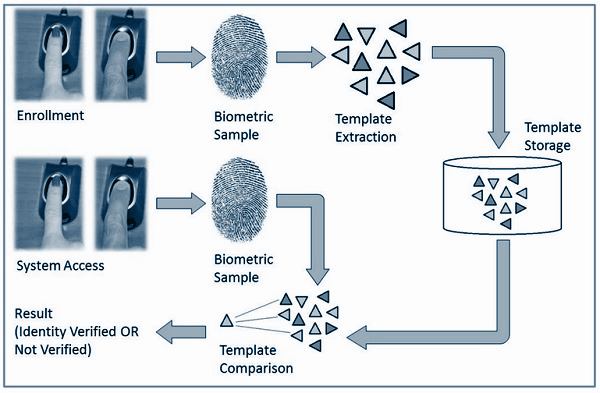 Enrollment
Biometric
Sample
Template
Extraction
Template
Storage
System Access
Biometric
Sample
Result
(Identity Verified OR
Not Verified)
Template
Comparison